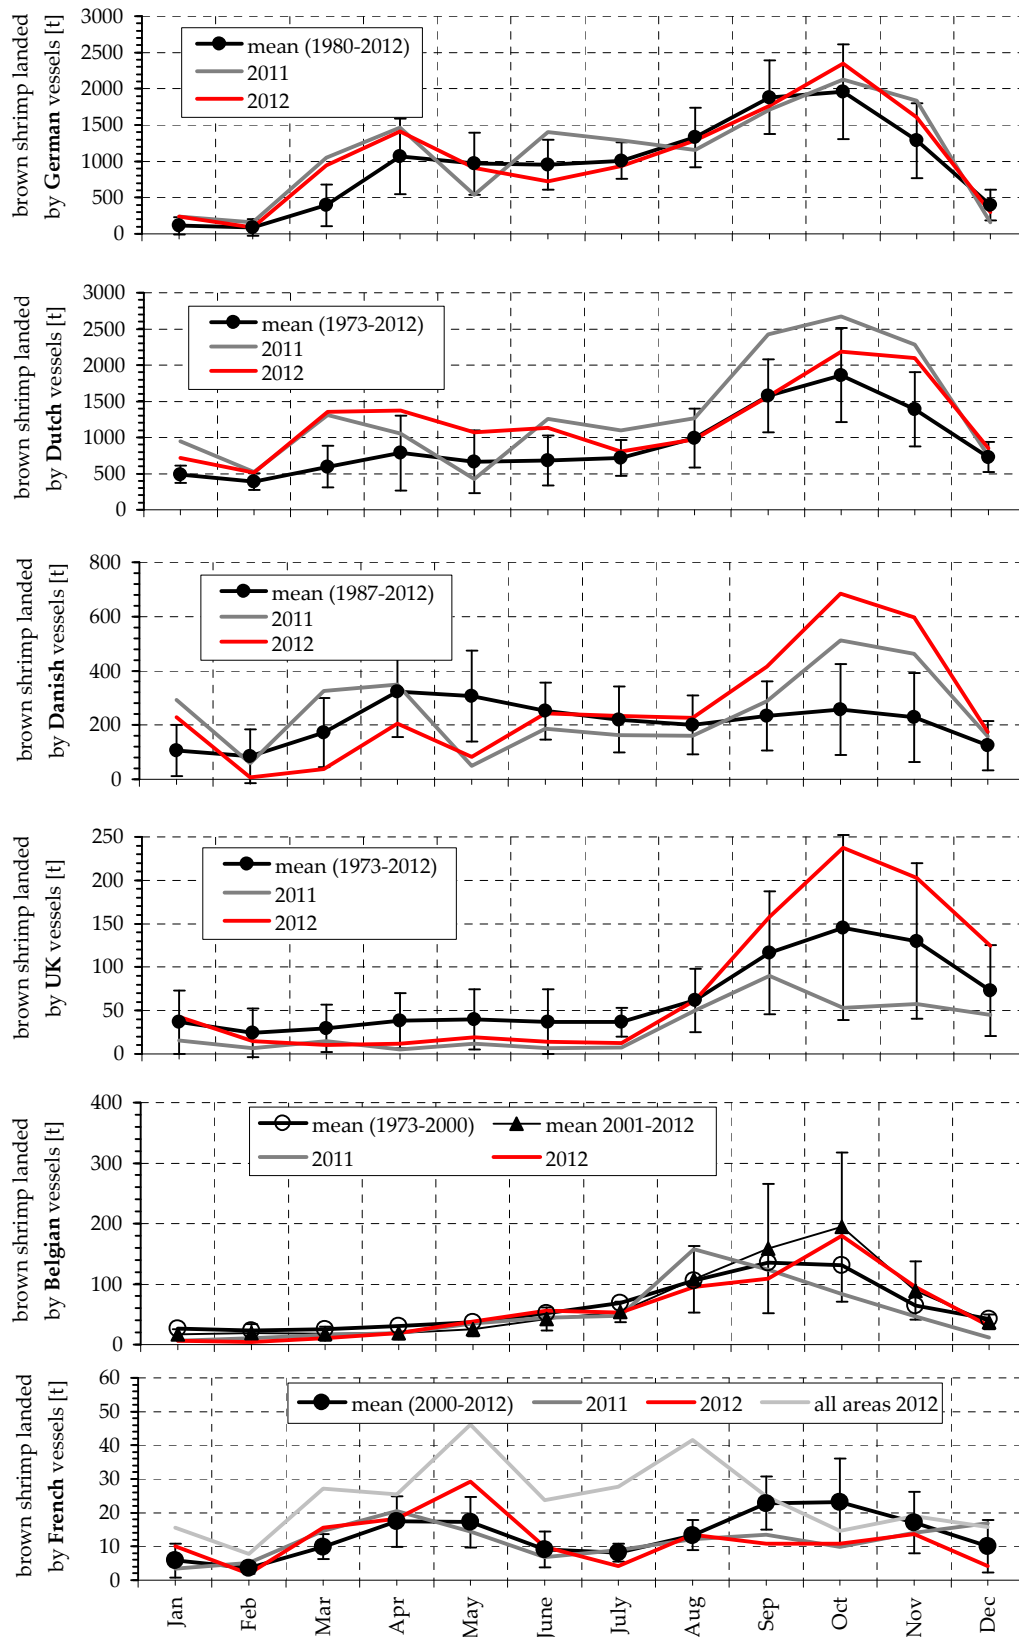 brown shrimp landed
by German vessels [t]
3000
2500
2000
1500
1000
500
0
mean (1980-2012)
2011
2012
brown shrimp landed
by Dutch vessels [t]
3000
2500
2000
1500
1000
500
0
mean (1973-2012)
2011
2012
brown shrimp landed
by Danish vessels [t]
800
600
400
200
0
mean (1987-2012)
2011
2012
brown shrimp landed
by UK vessels [t]
250
200
150
100
50
0
mean (1973-2012)
2011
2012
brown shrimp landed
by Belgian vessels [t]
400
300
200
100
0
mean (1973-2000) mean 2001-2012
2011 2012
brown shrimp landed
by French vessels [t]
60
50
40
30
20
10
0
mean (2000-2012) 2011 2012 all areas 2012
Jan Feb Mar Apr May June July Aug Sep Oct Nov Dec